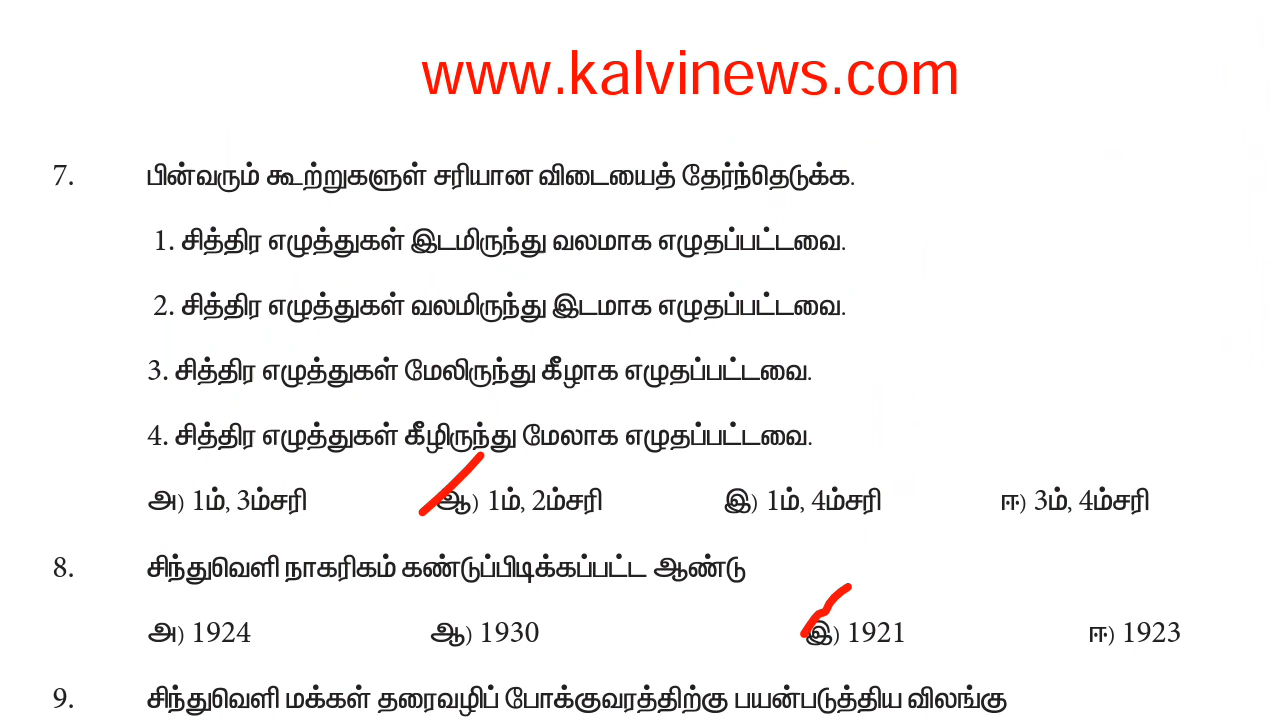 www.kalvinews.com
7. பின்வரும் கூற்றுகளுள் சரியான விடையைத் தேர்ந்தெடுக்க.
1. சித்திர எழுத்துகள் இடமிருந்து வலமாக எழுதப்பட்டவை.
2. சித்திர எழுத்துகள் வலமிருந்து இடமாக எழுதப்பட்டவை.
3. சித்திர எழுத்துகள் மேலிருந்து கீழாக எழுதப்பட்டவை.
4. சித்திர எழுத்துகள் கீழிருந்து மேலாக எழுதப்பட்டவை.
அ) 1ம், 3ம்சரி ஆ) 1ம், 2ம்சரி இ) 1ம், 4ம்சரி ஈ) 3ம், 4ம்சரி
8. சிந்துவெளி நாகரிகம் கண்டுப்பிடிக்கப்பட்ட ஆண்டு
அ) 1924 ஆ) 1930 இ) 1921 ஈ) 1923
9. சிந்துவெளி மக்கள் தரைவழிப் போக்குவரத்திற்கு பயன்படுத்திய விலங்கு